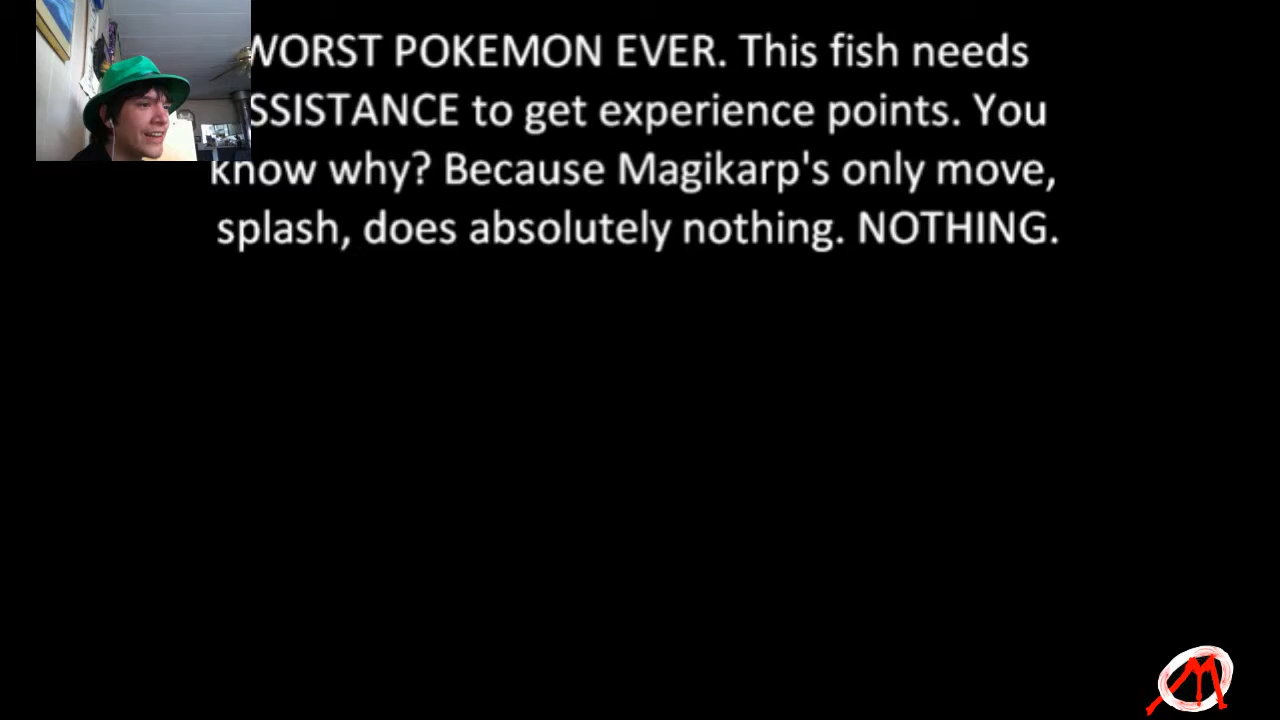 WORST POKEMON EVER. This fish needs
SSISTANCE to get experience points. You
know why? Because Magikarp's only move,
splash, does absolutely nothing. NOTHING.
M